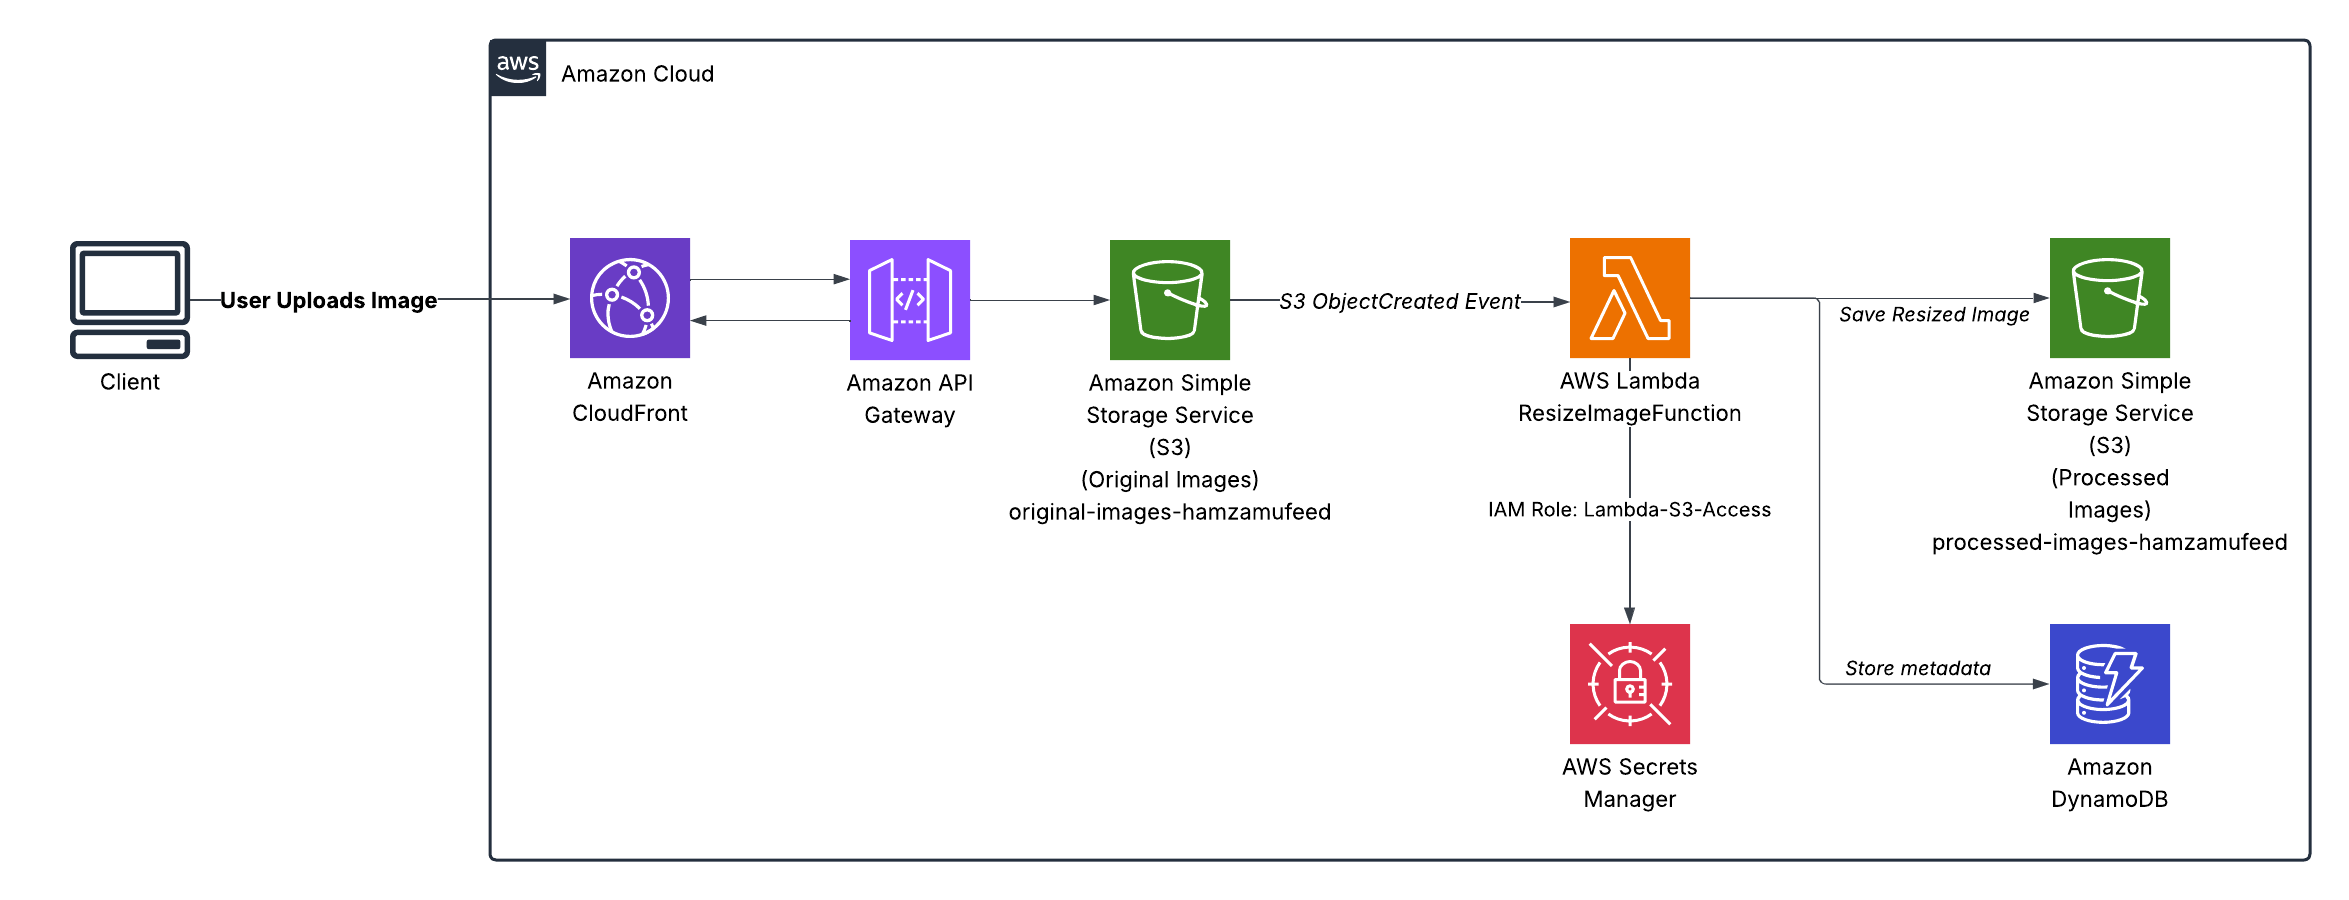 aws
Amazon Cloud
User Uploads Image
Client
Amazon
CloudFront
Amazon API
Gateway
</>
Amazon Simple
Storage Service
(S3)
(Original Images)
original-images-hamzamufeed
S3 ObjectCreated Event
AWS Lambda
ResizeImageFunction
IAM Role: Lambda-S3-Access
AWS Secrets
Manager
Save Resized Image
Amazon Simple
Storage Service
(S3)
(Processed
Images)
processed-images-hamzamufeed
Store metadata
Amazon
DynamoDB